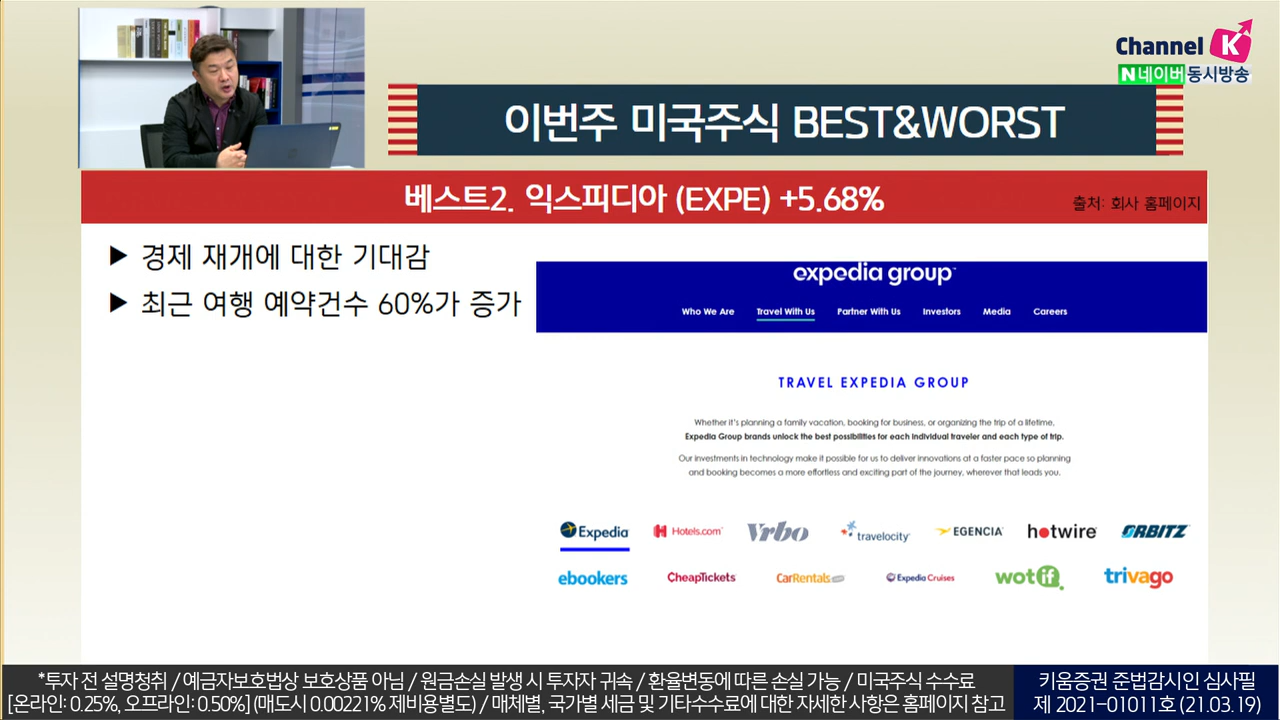 Channel K
N 네이버 동시방송
이번주 미국주식 BEST&WORST
베스트2. 익스피디아 (EXPE) +5.68%
출처: 회사 홈페이지
▶ 경제 재개에 대한 기대감
▶ 최근 여행 예약건수 60%가 증가
expedia group
Who We Are Travel With Us Partner With Us Investors Media Careers
TRAVEL EXPEDIA GROUP
Whether it's planning a family vacation, booking for business, or organizing the trip of a lifetime,
Expedia Group brands unlock the best possibilities for each individual traveler and each type of trip.
Our investments in technology make it possible for us to deliver innovations at a faster pace so planning
and booking becomes a more effortless and exciting part of the journey, wherever that leads you.
Expedia Hotels.com Vrbo travelocity EGENCIA hotwire ORBITZ
ebookers CheapTickets CarRentals Expedia Cruises wotif. trivago
*투자 전 설명청취 / 예금자보호법상 보호상품 아님 / 원금손실 발생 시 투자자 귀속 / 환율변동에 따른 손실 가능 / 미국주식 수수료
[온라인: 0.25%, 오프라인: 0.50%] (매도시 0.00221% 제비용별도) / 매체별, 국가별 세금 및 기타수수료에 대한 자세한 사항은 홈페이지 참고
키움증권 준법감시인 심사필
제 2021-01011호 (21.03.19)